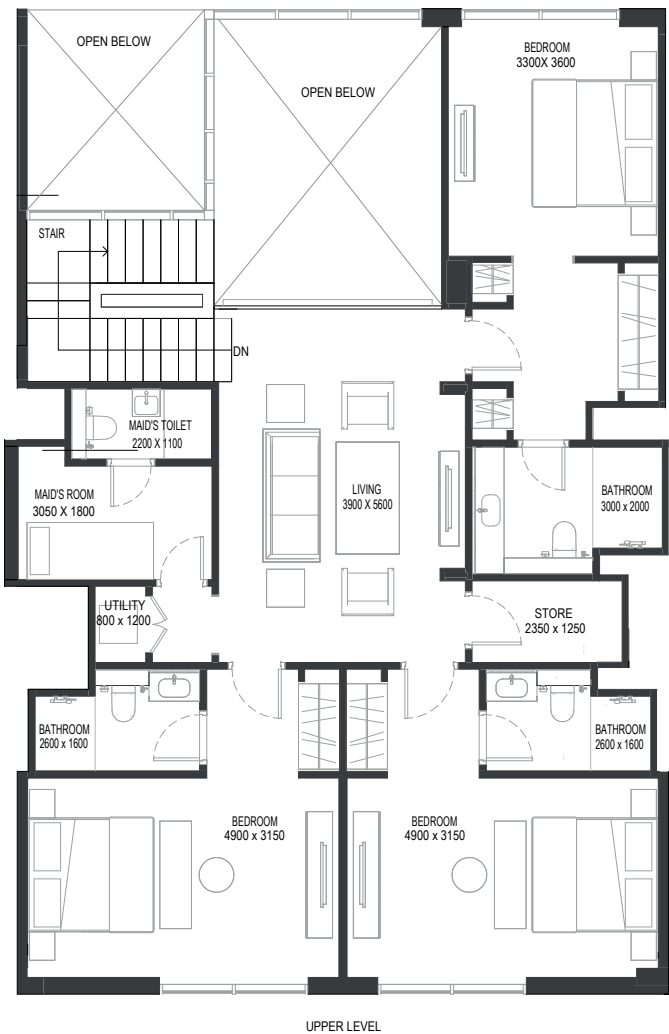 OPEN BELOW
OPEN BELOW
BEDROOM
3300X 3600
STAIR
DN
MAID'S TOILET
2200 X 1100
LIVING
3900 X 5600
MAID'S ROOM
3050 X 1800
BATHROOM
3000 x 2000
UTILITY
800 x 1200
STORE
2350 x 1250
BATHROOM
2600 x 1600
BATHROOM
2600 x 1600
BEDROOM
4900 x 3150
BEDROOM
4900 x 3150
UPPER LEVEL